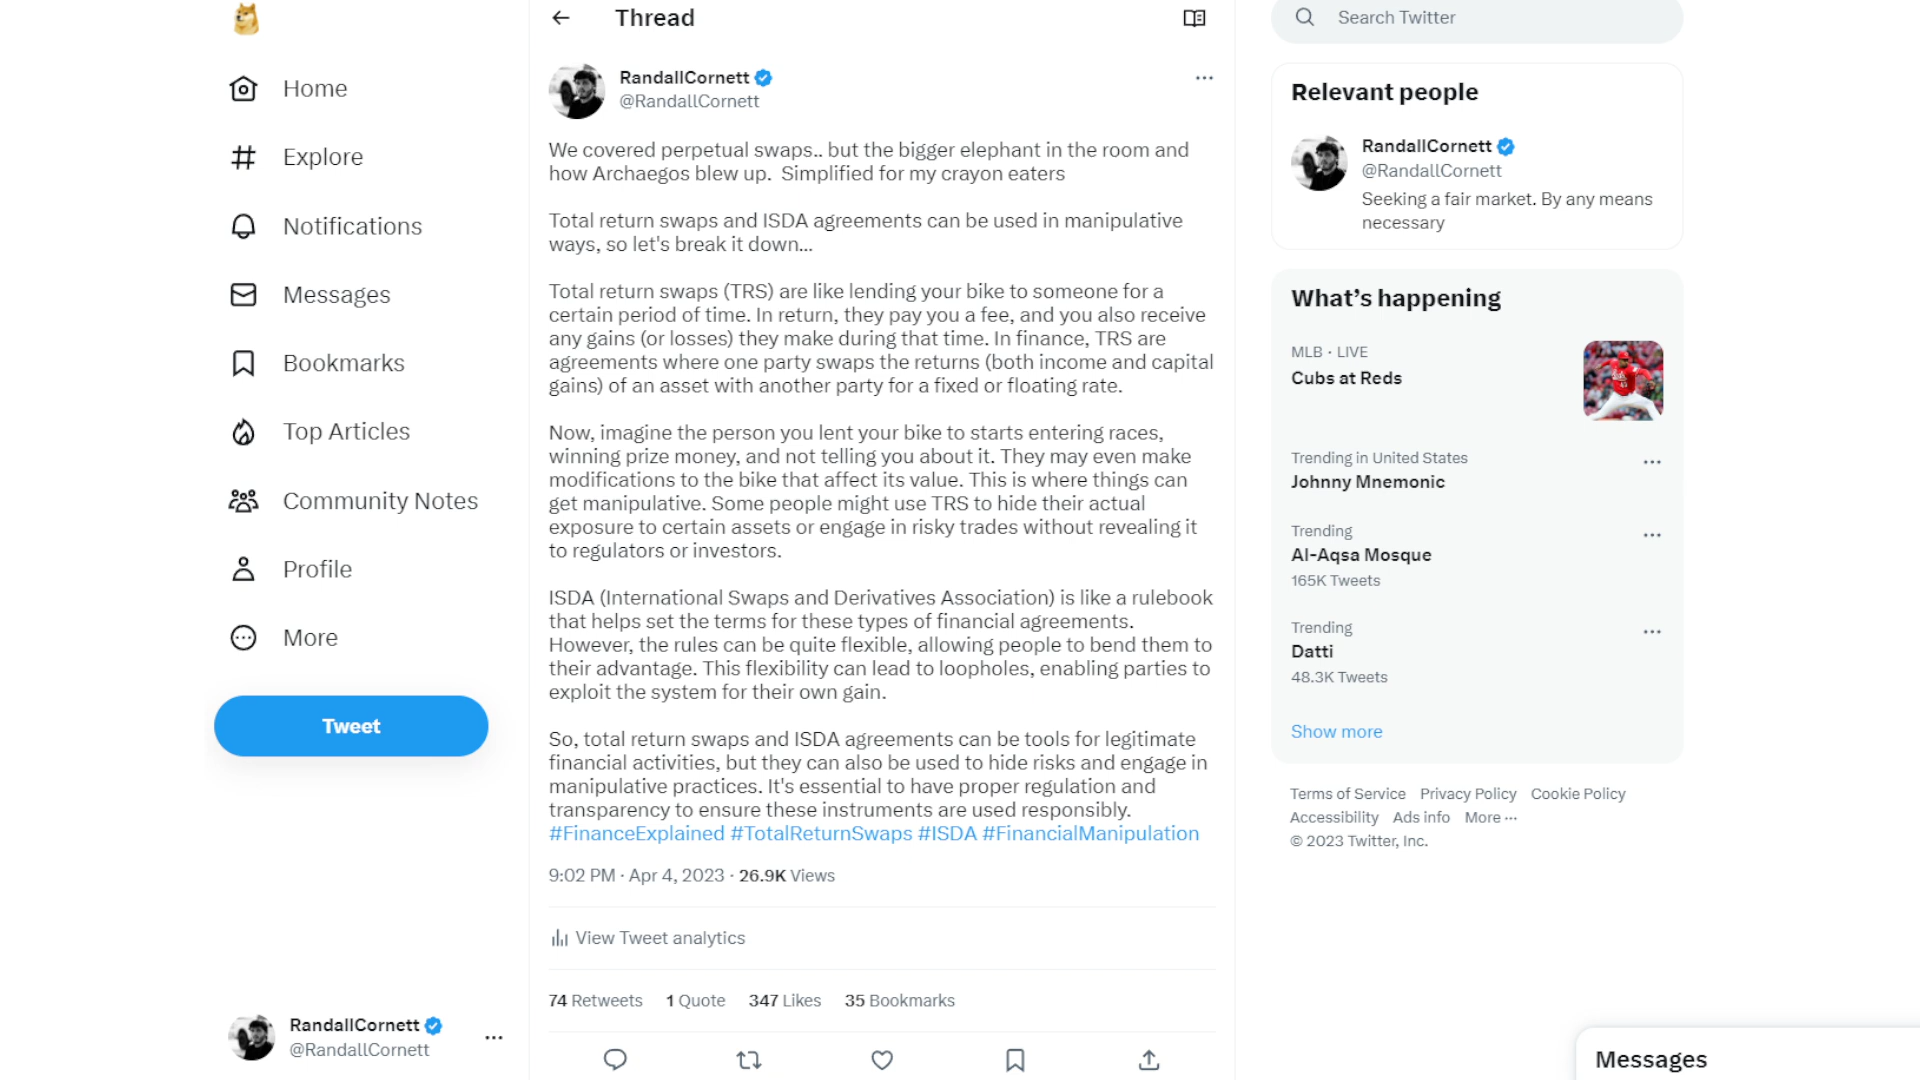 Home
Explore
Notifications
Messages
Bookmarks
Top Articles
Community Notes
Profile
More
Tweet
RandallCornett
@RandallCornett
Thread
RandallCornett
@RandallCornett
We covered perpetual swaps.. but the bigger elephant in the room and
how Archaegos blew up.  Simplified for my crayon eaters
Total return swaps and ISDA agreements can be used in manipulative
ways, so let's break it down...
Total return swaps (TRS) are like lending your bike to someone for a
certain period of time. In return, they pay you a fee, and you also receive
any gains (or losses) they make during that time. In finance, TRS are
agreements where one party swaps the returns (both income and capital
gains) of an asset with another party for a fixed or floating rate.
Now, imagine the person you lent your bike to starts entering races,
winning prize money, and not telling you about it. They may even make
modifications to the bike that affect its value. This is where things can
get manipulative. Some people might use TRS to hide their actual
exposure to certain assets or engage in risky trades without revealing it
to regulators or investors.
ISDA (International Swaps and Derivatives Association) is like a rulebook
that helps set the terms for these types of financial agreements.
However, the rules can be quite flexible, allowing people to bend them to
their advantage. This flexibility can lead to loopholes, enabling parties to
exploit the system for their own gain.
So, total return swaps and ISDA agreements can be tools for legitimate
financial activities, but they can also be used to hide risks and engage in
manipulative practices. It's essential to have proper regulation and
transparency to ensure these instruments are used responsibly.
#FinanceExplained #TotalReturnSwaps #ISDA #FinancialManipulation
9:02 PM · Apr 4, 2023 · 26.9K Views
View Tweet analytics
74 Retweets 1 Quote 347 Likes 35 Bookmarks
Search Twitter
Relevant people
RandallCornett
@RandallCornett
Seeking a fair market. By any means
necessary
What's happening
MLB · LIVE
Cubs at Reds
Trending in United States
Johnny Mnemonic
Trending
Al-Aqsa Mosque
165K Tweets
Trending
Datti
48.3K Tweets
Show more
Terms of Service Privacy Policy Cookie Policy
Accessibility Ads info More ···
© 2023 Twitter, Inc.
Messages